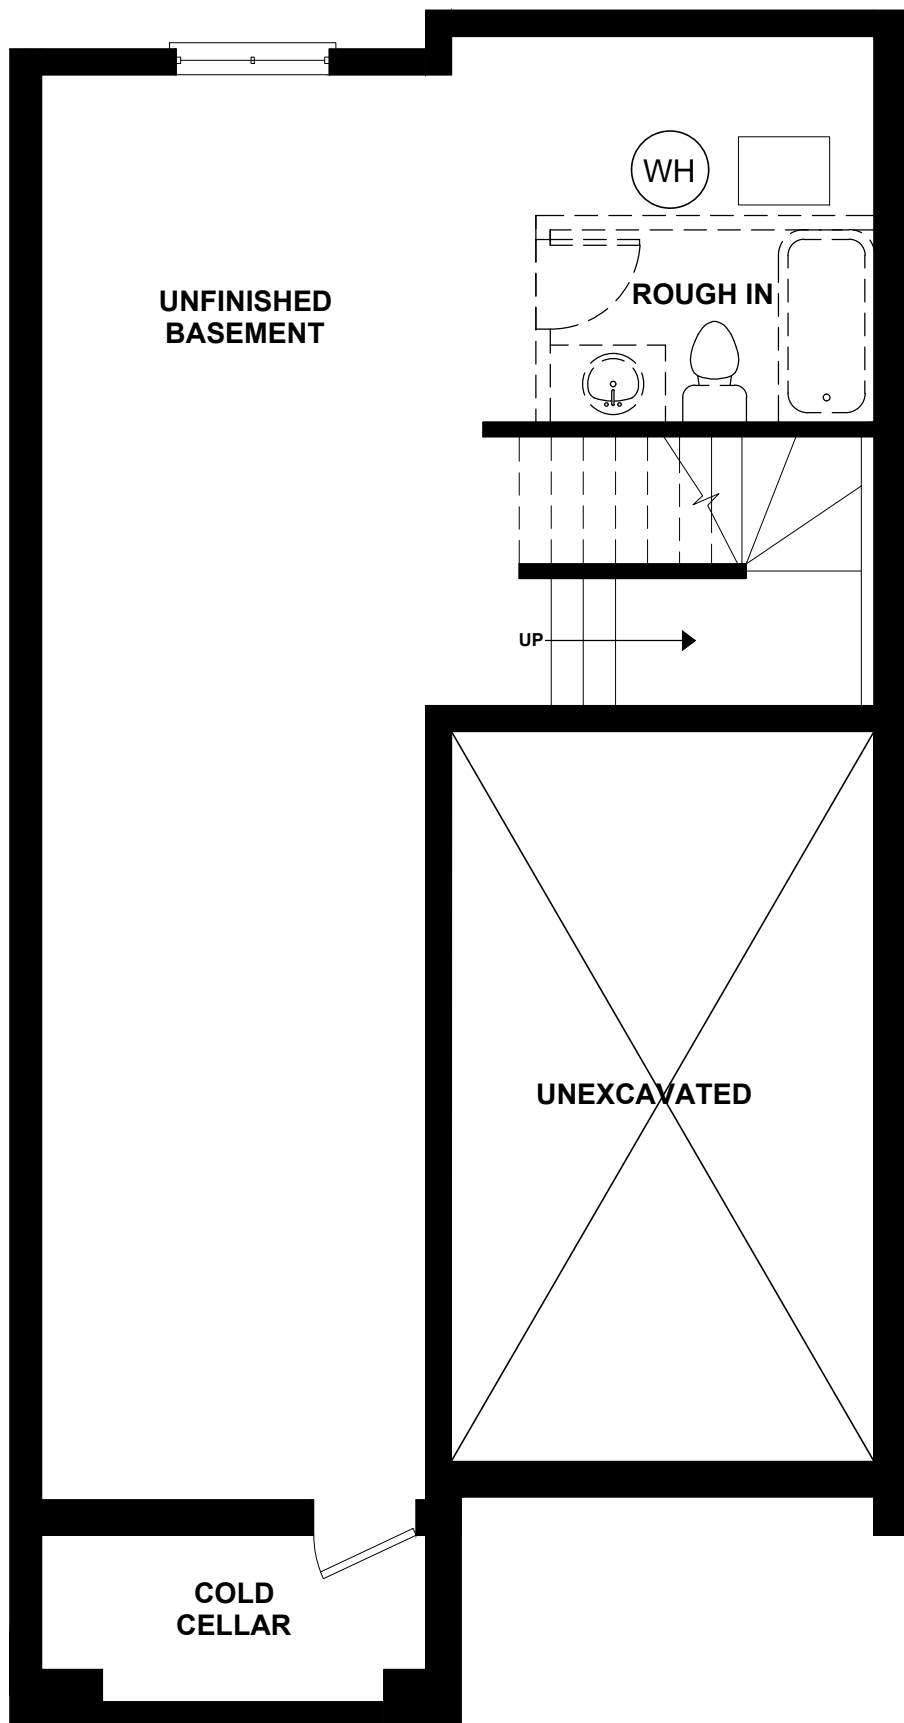 WH
UNFINISHED
BASEMENT
ROUGH IN
UP
UNEXCAVATED
COLD
CELLAR